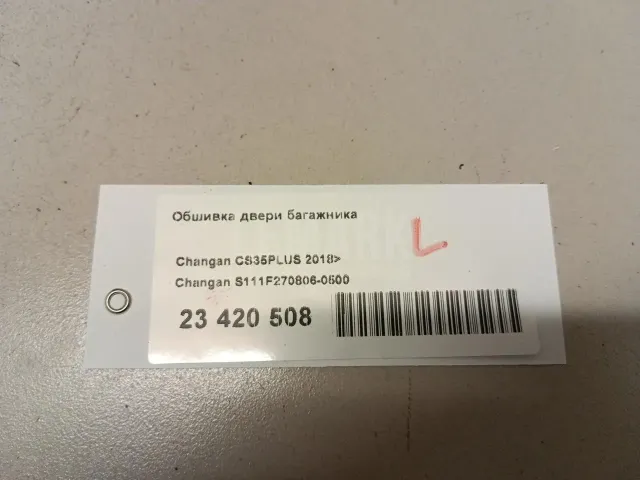 Обшивка двери багажника
L
Changan CS35PLUS 2018>
Changan S111F270806-0500
23 420 508